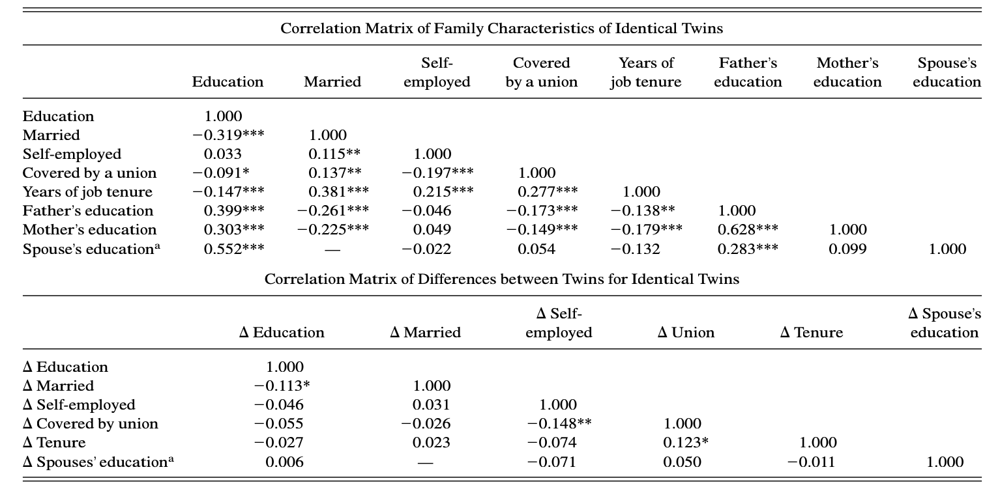 Correlation Matrix of Family Characteristics of Identical Twins
Self- Covered Years of Father’s Mother’s Spouse’s
Education Married employed by a union job tenure education education education
Education 1.000
Married −0.319*** 1.000
Self-employed 0.033 0.115** 1.000
Covered by a union −0.091* 0.137** −0.197*** 1.000
Years of job tenure −0.147*** 0.381*** 0.215*** 0.277*** 1.000
Father’s education 0.399*** −0.261*** −0.046 −0.173*** −0.138** 1.000
Mother’s education 0.303*** −0.225*** 0.049 −0.149*** −0.179*** 0.628*** 1.000
Spouse’s educationᵃ 0.552*** — −0.022 0.054 −0.132 0.283*** 0.099 1.000
Correlation Matrix of Differences between Twins for Identical Twins
Δ Self- Δ Spouse’s
Δ Education Δ Married employed Δ Union Δ Tenure education
Δ Education 1.000
Δ Married −0.113* 1.000
Δ Self-employed −0.046 0.031 1.000
Δ Covered by union −0.055 −0.026 −0.148** 1.000
Δ Tenure −0.027 0.023 −0.074 0.123* 1.000
Δ Spouses’ educationᵃ 0.006 — −0.071 0.050 −0.011 1.000